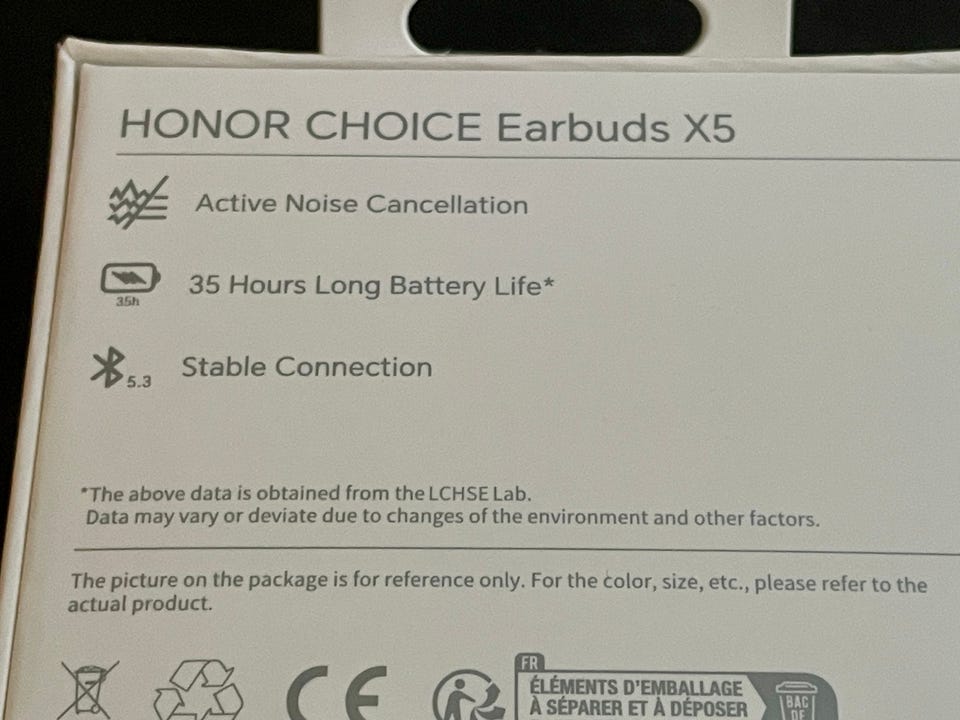 HONOR CHOICE Earbuds X5
Active Noise Cancellation
35h
35 Hours Long Battery Life*
5.3
Stable Connection
*The above data is obtained from the LCHSE Lab.
Data may vary or deviate due to changes of the environment and other factors.
The picture on the package is for reference only. For the color, size, etc., please refer to the
actual product.
CE
FR
ÉLÉMENTS D'EMBALLAGE
À SÉPARER ET À DÉPOSER
BAC
DE